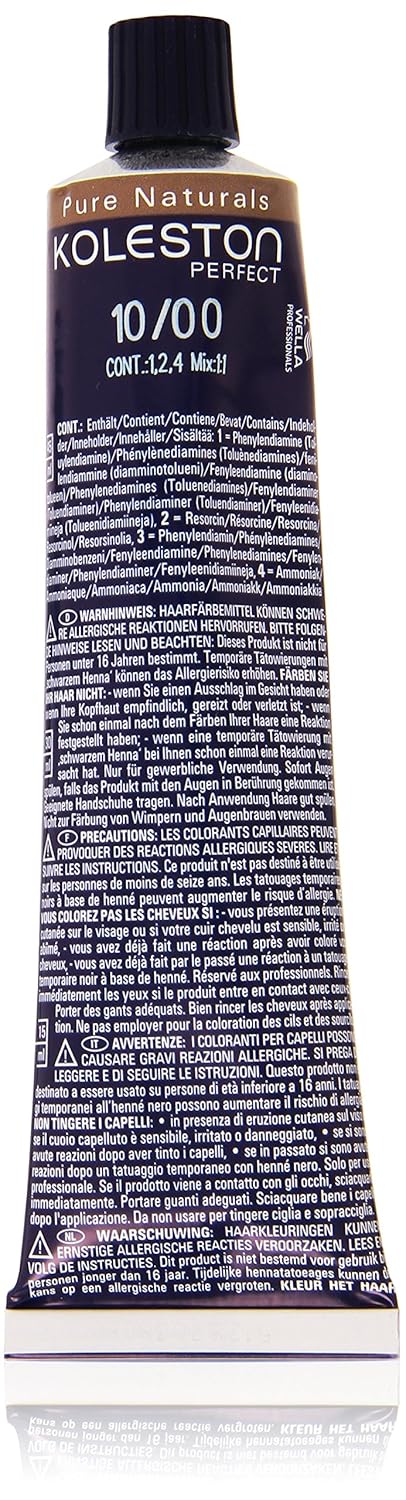 Pure Naturals
KOLESTON
PERFECT
WELLA
PROFESSIONALS
10/00
CONT.:1,2,4 Mix:1:1
CONT.: Enthält/Contient/Contiene/Bevat/Contains/Indehol-
der/Inneholder/Innehåller/Sisältää: 1 = Phenylendiamine (To-
uylendiamine)/Phénylènediamines (Toluènediamines)/feni-
lendiammine (diamminotolueni)/Fenyleendiamine (diamino-
tolueen)/Phenylenediamines (Toluenediamines)/Fenylendiaminer
(Toluendiaminer)/Phenylendiaminer (Toluendiaminer)/Fenyleenidia-
mineja (Tolueenidiamiineja), 2 = Resorcin/Résorcine/Resorcina/
Resorcinol/Resorsinolia, 3 = Phenylendiamin/Phénylènediamines/
Diamminobenzeni/Fenyleendiamine/Phenylenediamines/Fenylen-
diaminer/Phenylendiaminer/Fenyleenidiamiineja, 4 = Ammoniak/
Ammoniaque/Ammoniaca/Ammonia/Ammoniakk/Ammoniakkia
D WARNHINWEIS: HAARFÄRBEMITTEL KÖNNEN SCHWE-
RE ALLERGISCHE REAKTIONEN HERVORRUFEN. BITTE FOLGEN-
DE HINWEISE LESEN UND BEACHTEN: Dieses Produkt ist nicht für
Personen unter 16 Jahren bestimmt. Temporäre Tätowierungen mit
‚schwarzem Henna' können das Allergierisiko erhöhen. FÄRBEN SIE
IHR HAAR NICHT: - wenn Sie einen Ausschlag im Gesicht haben oder
wenn Ihre Kopfhaut empfindlich, gereizt oder verletzt ist; - wenn
Sie schon einmal nach dem Färben Ihrer Haare eine Reaktion
30 ml
festgestellt haben; - wenn eine temporäre Tätowierung mit
‚schwarzem Henna' bei Ihnen schon einmal eine Reaktion verur-
sacht hat. Nur für gewerbliche Verwendung. Sofort Augen
spülen, falls das Produkt mit den Augen in Berührung gekommen ist.
Geeignete Handschuhe tragen. Nach Anwendung Haare gut spülen.
Nicht zur Färbung von Wimpern und Augenbrauen verwenden.
F PRÉCAUTIONS: LES COLORANTS CAPILLAIRES PEUVENT
PROVOQUER DES REACTIONS ALLERGIQUES SEVERES. LIRE ET
SUIVRE LES INSTRUCTIONS. Ce produit n'est pas destiné à être utilisé
sur les personnes de moins de seize ans. Les tatouages temporaires
noirs à base de henné peuvent augmenter le risque d'allergie. NE
VOUS COLOREZ PAS LES CHEVEUX SI : - vous présentez une éruption
cutanée sur le visage ou si votre cuir chevelu est sensible, irrité ou
abîmé, - vous avez déjà fait une réaction après avoir coloré vos
cheveux, - vous avez déjà fait par le passé une réaction à un tatouage
temporaire noir à base de henné. Réservé aux professionnels. Rincer
immédiatement les yeux si le produit entre en contact avec ceux-ci.
Porter des gants adéquats. Bien rincer les cheveux après applica-
15 ml
tion. Ne pas employer pour la coloration des cils et des sourcils.
IT AVVERTENZE: I COLORANTI PER CAPELLI POSSONO
CAUSARE GRAVI REAZIONI ALLERGICHE. SI PREGA DI
LEGGERE E DI SEGUIRE LE ISTRUZIONI. Questo prodotto non è
destinato a essere usato su persone di età inferiore a 16 anni. I tatuag-
gi temporanei all'henné nero possono aumentare il rischio di allergia.
NON TINGERE I CAPELLI: • in presenza di eruzione cutanea sul viso o
se il cuoio capelluto è sensibile, irritato o danneggiato, • se si sono
avute reazioni dopo aver tinto i capelli, • se in passato si sono avute
reazioni dopo un tatuaggio temporaneo con henné nero. Solo per uso
professionale. Se il prodotto viene a contatto con gli occhi, sciacquare
immediatamente. Portare guanti adeguati. Sciacquare bene i capelli
dopo l'applicazione. Da non usare per tingere ciglia e sopracciglia.
NL WAARSCHUWING: HAARKLEURINGEN KUNNEN
ERNSTIGE ALLERGISCHE REACTIES VEROORZAKEN. LEES EN
VOLG DE INSTRUCTIES. Dit product is niet bestemd voor gebruik bij
personen jonger dan 16 jaar. Tijdelijke hennatatoeages kunnen de
kans op een allergische reactie vergroten. KLEUR HET HAAR